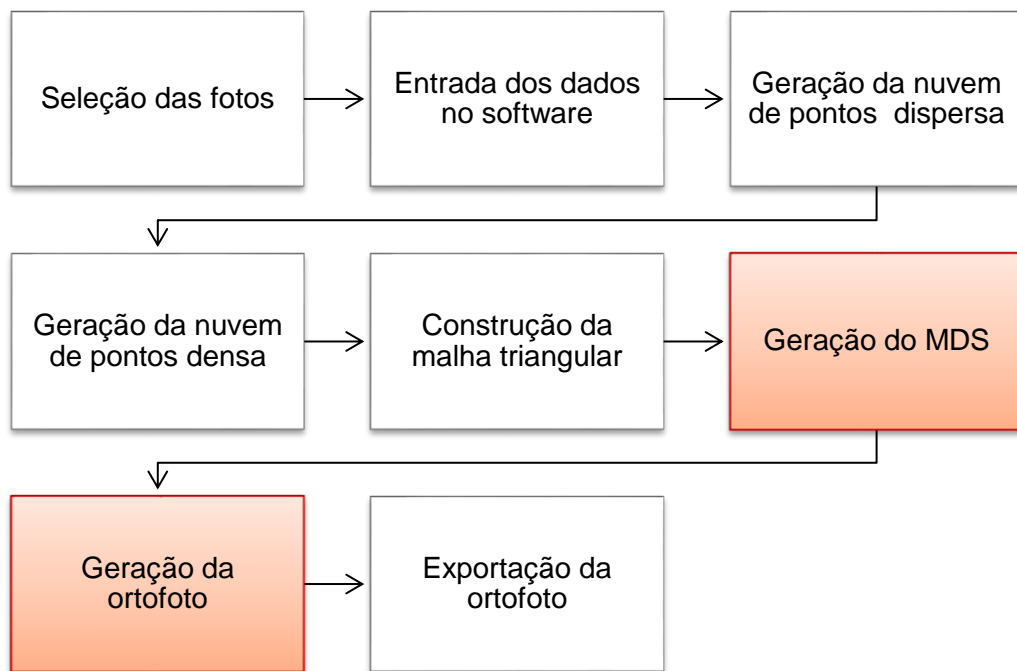 Seleção das fotos
Entrada dos dados
no software
Geração da nuvem
de pontos dispersa
Geração da nuvem
de pontos densa
Construção da
malha triangular
Geração do MDS
Geração da
ortofoto
Exportação da
ortofoto